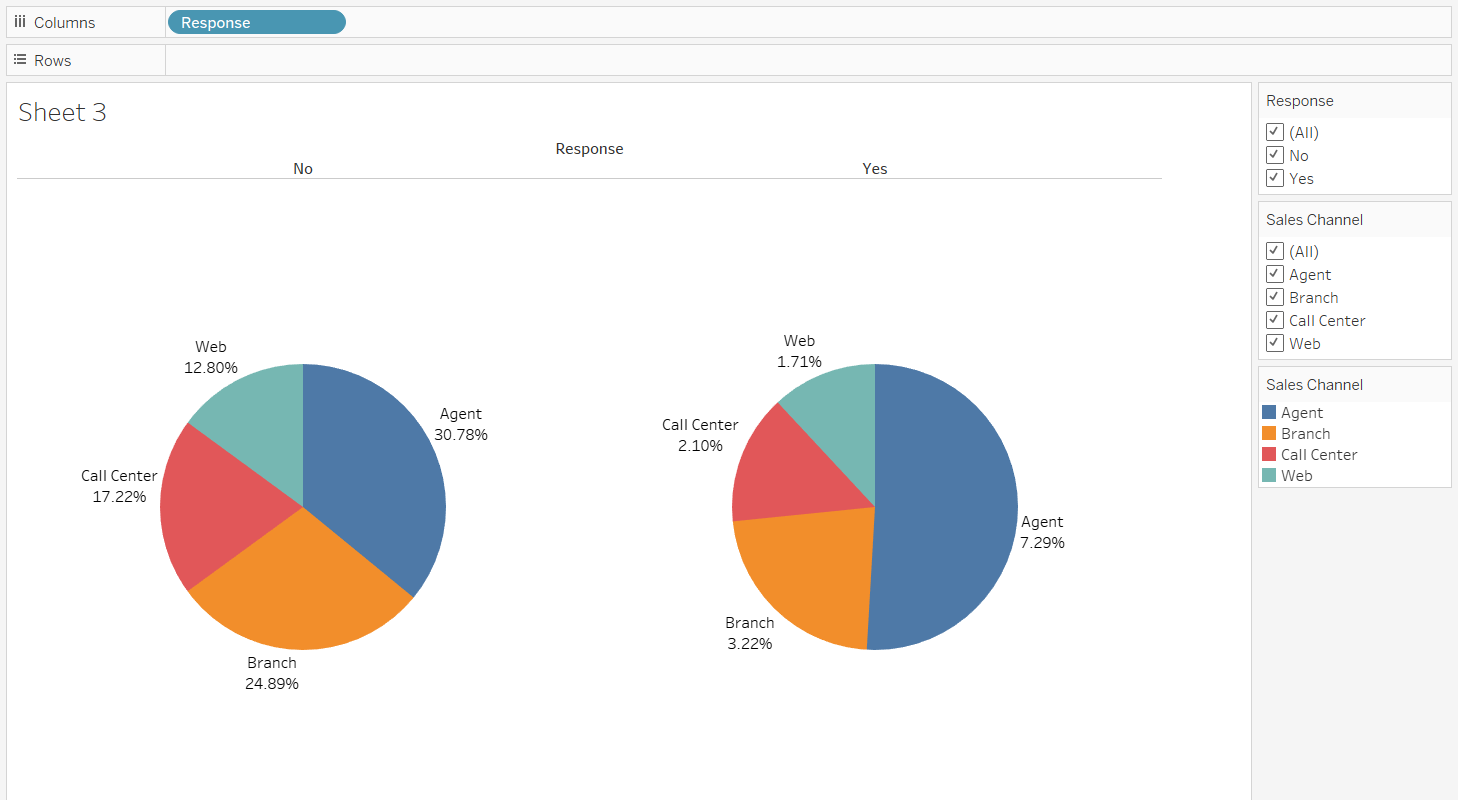 Columns
Response
Rows
Sheet 3
Response
No
Yes
Web
12.80%
Agent
30.78%
Call Center
17.22%
Branch
24.89%
Web
1.71%
Call Center
2.10%
Agent
7.29%
Branch
3.22%
Response
(All)
No
Yes
Sales Channel
(All)
Agent
Branch
Call Center
Web
Sales Channel
Agent
Branch
Call Center
Web